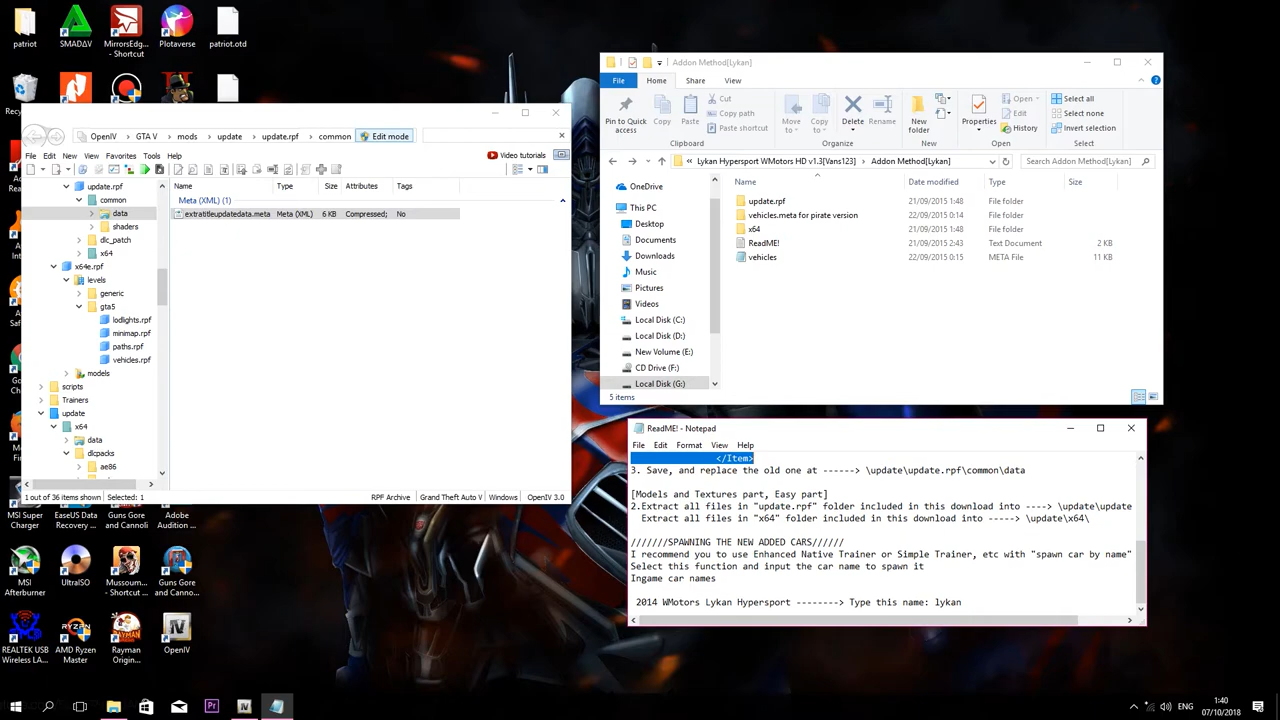 patriot
SMADΔV
MirrorsEdg... - Shortcut
Plotaverse
patriot.otd
MSI Super Charger
EaseUS Data Recovery ...
Guns Gore and Cannoli
Adobe Audition ...
MSI Afterburner
UltraISO
Mussoum... - Shortcut
Guns Gore and Cannoli ...
REALTEK USB Wireless LA...
AMD Ryzen Master
Rayman Origin...
OpenIV
OpenIV
GTA V
mods
update
update.rpf
common
Edit mode
File Edit New View Favorites Tools Help
Video tutorials
update.rpf
common
data
shaders
dlc_patch
x64
x64e.rpf
levels
generic
gta5
lodlights.rpf
minimap.rpf
paths.rpf
vehicles.rpf
models
scripts
Trainers
update
x64
data
dlcpacks
ae86
Name Type Size Attributes Tags
Meta (XML) (1)
extratitleupdatedata.meta Meta (XML) 6 KB Compressed; No
1 out of 36 items shown Selected: 1 RPF Archive Grand Theft Auto V Windows OpenIV 3.0
Addon Method[Lykan]
File Home Share View
Pin to Quick access
Copy
Paste
Cut
Copy path
Paste shortcut
Clipboard
Move to
Copy to
Delete
Rename
Organize
New folder
New
Properties
Open
Edit
History
Open
Select all
Select none
Invert selection
Select
« Lykan Hypersport WMotors HD v1.3[Vans123] Addon Method[Lykan] Search Addon Method[Lykan]
OneDrive
This PC
Desktop
Documents
Downloads
Music
Pictures
Videos
Local Disk (C:)
Local Disk (D:)
New Volume (E:)
CD Drive (F:)
Local Disk (G:)
Name Date modified Type Size
update.rpf 21/09/2015 1:48 File folder
vehicles.meta for pirate version 22/09/2015 0:14 File folder
x64 21/09/2015 1:48 File folder
ReadME! 21/09/2015 2:43 Text Document 2 KB
vehicles 22/09/2015 0:15 META File 11 KB
5 items
ReadME! - Notepad
File Edit Format View Help
</Item>
3. Save, and replace the old one at ------> \update\update.rpf\common\data
[Models and Textures part, Easy part]
2.Extract all files in "update.rpf" folder included in this download into ----> \update\update
Extract all files in "x64" folder included in this download into -----> \update\x64\
///////SPAWNING THE NEW ADDED CARS//////
I recommend you to use Enhanced Native Trainer or Simple Trainer, etc with "spawn car by name"
Select this function and input the car name to spawn it
Ingame car names
2014 WMotors Lykan Hypersport --------> Type this name: lykan
ENG
1:40
07/10/2018